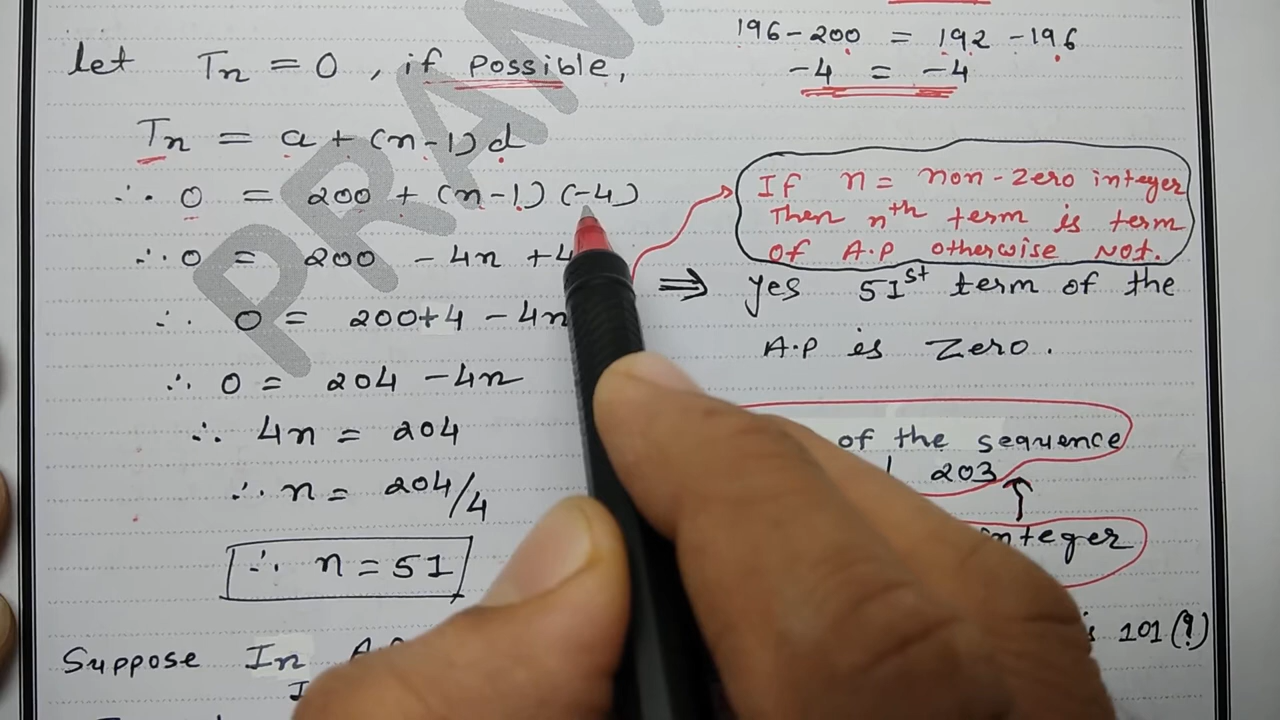 196 - 200 = 192 - 196
-4 = -4
let Tn = 0 , if possible,
Tn = a + (n-1) d
∴ 0 = 200 + (n-1) (-4)
∴ 0 = 200 - 4n + 4
∴ 0 = 200+4 - 4n
∴ 0 = 204 - 4n
∴ 4n = 204
∴ n = 204/4
∴ n = 51
If n = non-zero integer
Then nth term is term
of A.P otherwise Not.
⇒ yes 51st term of the
A.P is Zero.
of the sequence
203
integer
Suppose In
101(?)
PRAN